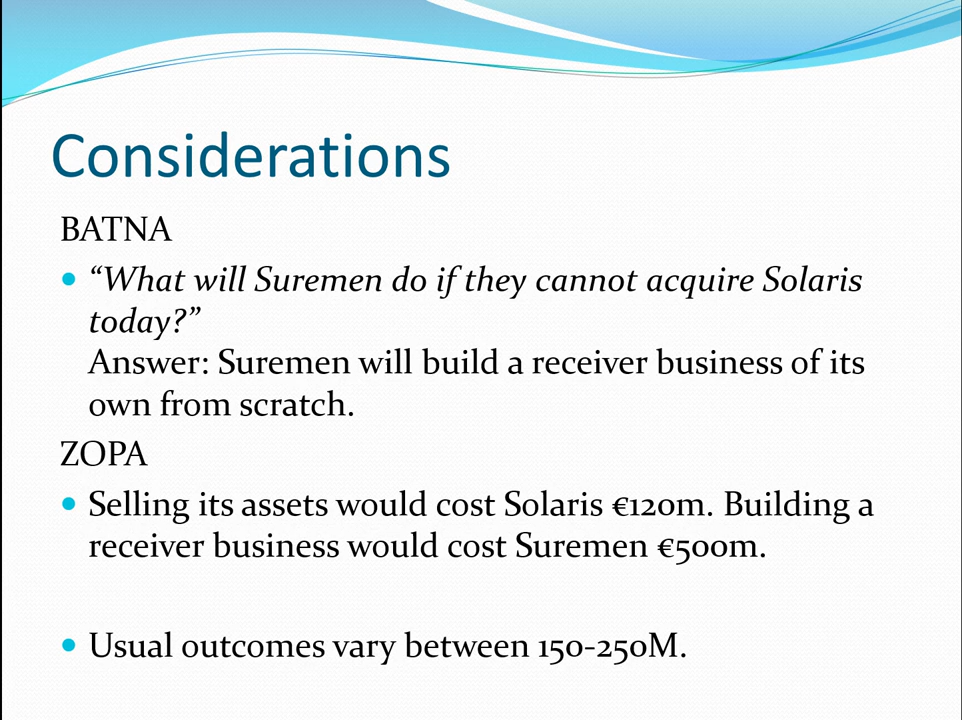 Considerations
BATNA
“What will Suremen do if they cannot acquire Solaris
today?”
Answer: Suremen will build a receiver business of its
own from scratch.
ZOPA
Selling its assets would cost Solaris €120m. Building a
receiver business would cost Suremen €500m.
Usual outcomes vary between 150-250M.